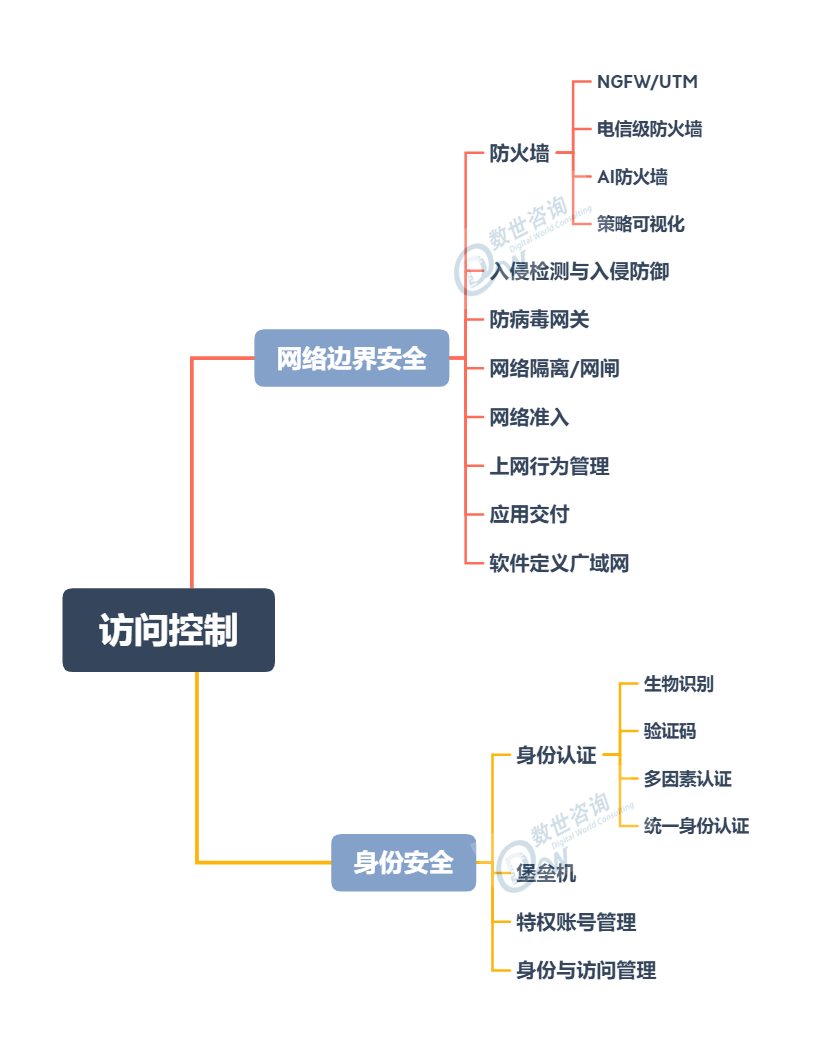 NGFW/UTM
电信级防火墙
防火墙
AI防火墙
策略可视化
数世咨询
Digital World Consulting
入侵检测与入侵防御
防病毒网关
网络边界安全
网络隔离/网闸
网络准入
上网行为管理
应用交付
软件定义广域网
访问控制
生物识别
验证码
身份认证
多因素认证
统一身份认证
数世咨询
Digital World Consulting
身份安全
堡垒机
特权账号管理
身份与访问管理